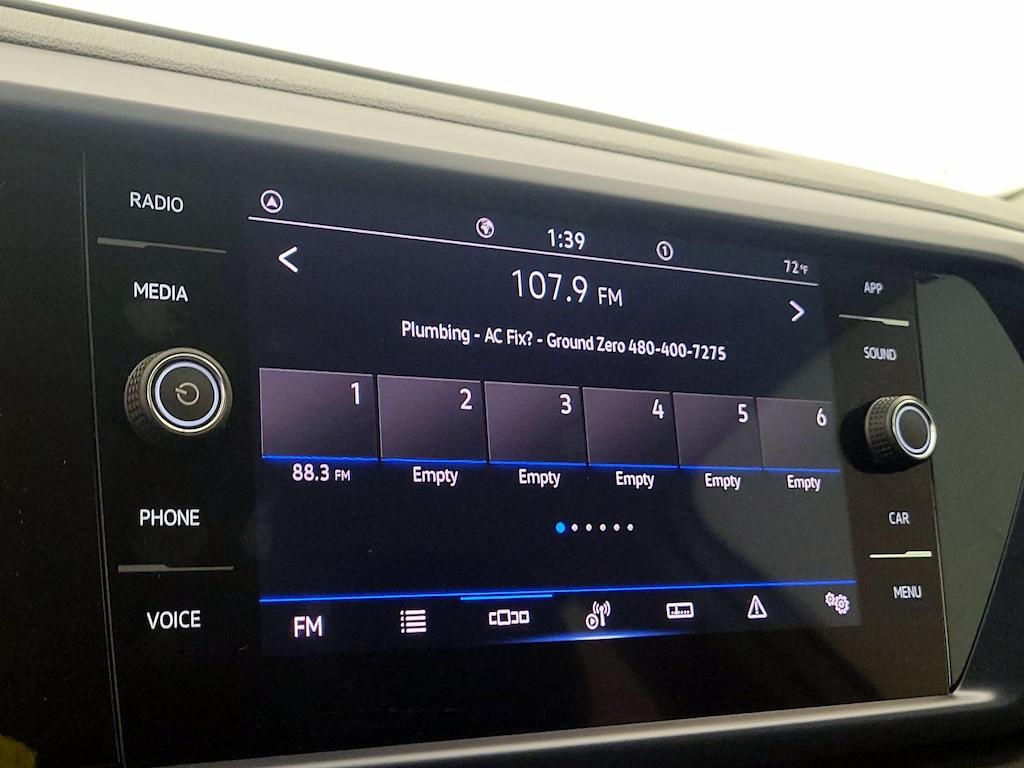 RADIO
MEDIA
PHONE
VOICE
1:39
1
72°F
107.9 FM
Plumbing - AC Fix? - Ground Zero 480-400-7275
1 2 3 4 5 6
88.3 FM Empty Empty Empty Empty Empty
FM
APP
SOUND
CAR
MENU